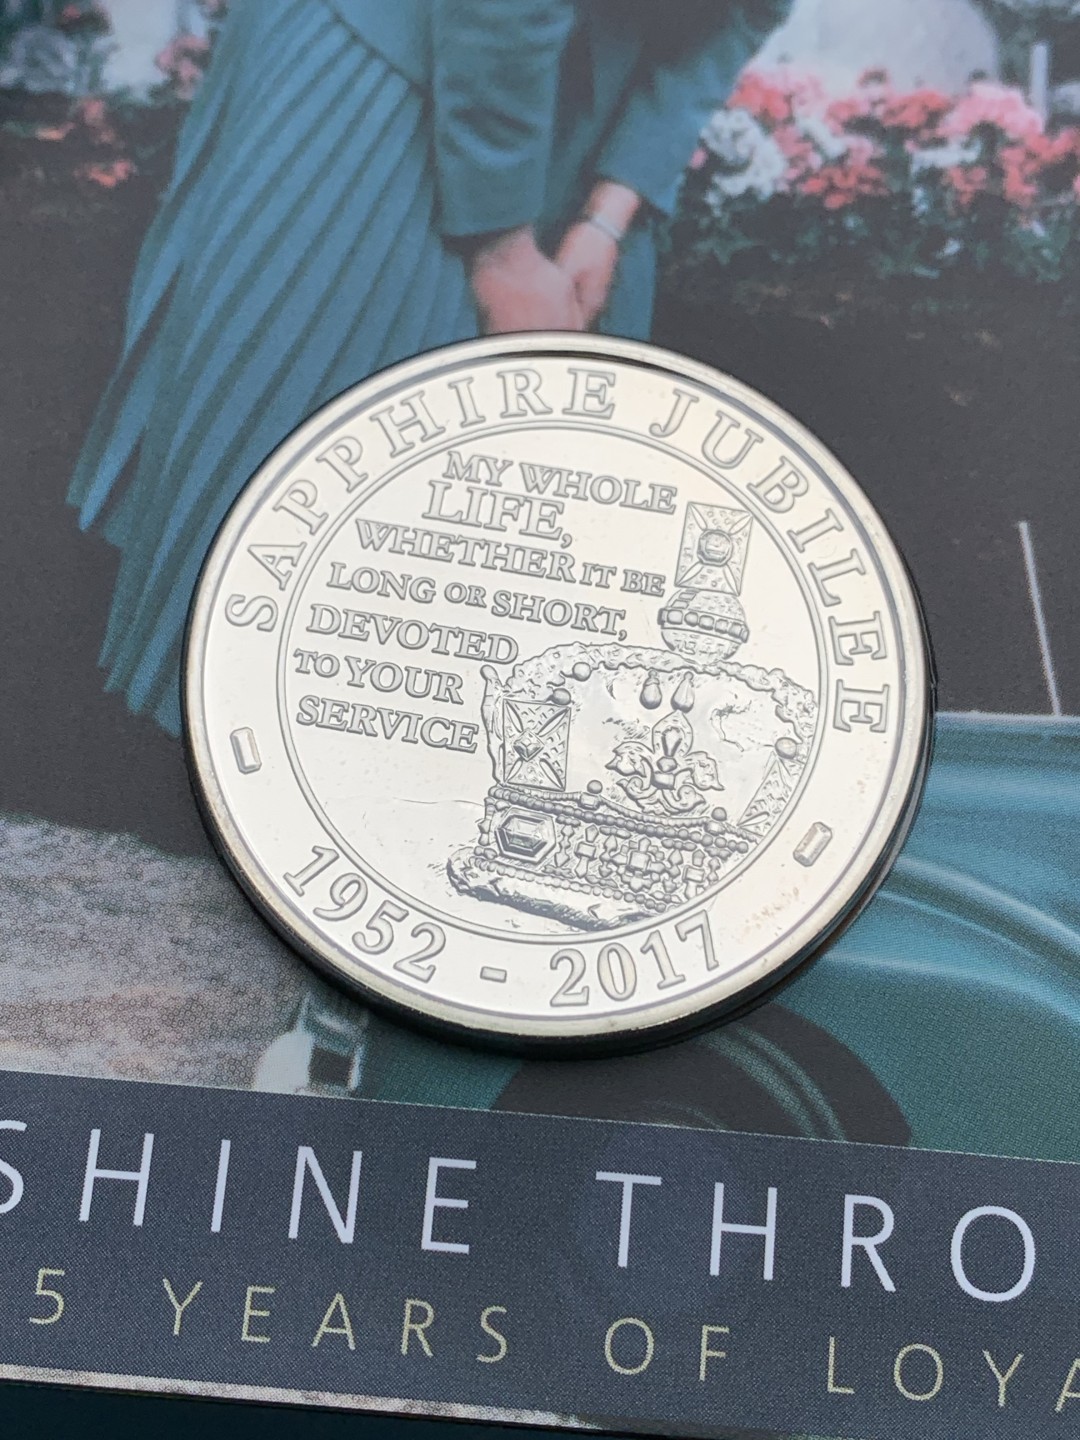 SAPPHIRE JUBILEE
MY WHOLE
LIFE,
WHETHER IT BE
LONG OR SHORT,
DEVOTED
TO YOUR
SERVICE
1952 - 2017
SHINE THRO
5 YEARS OF LOYA